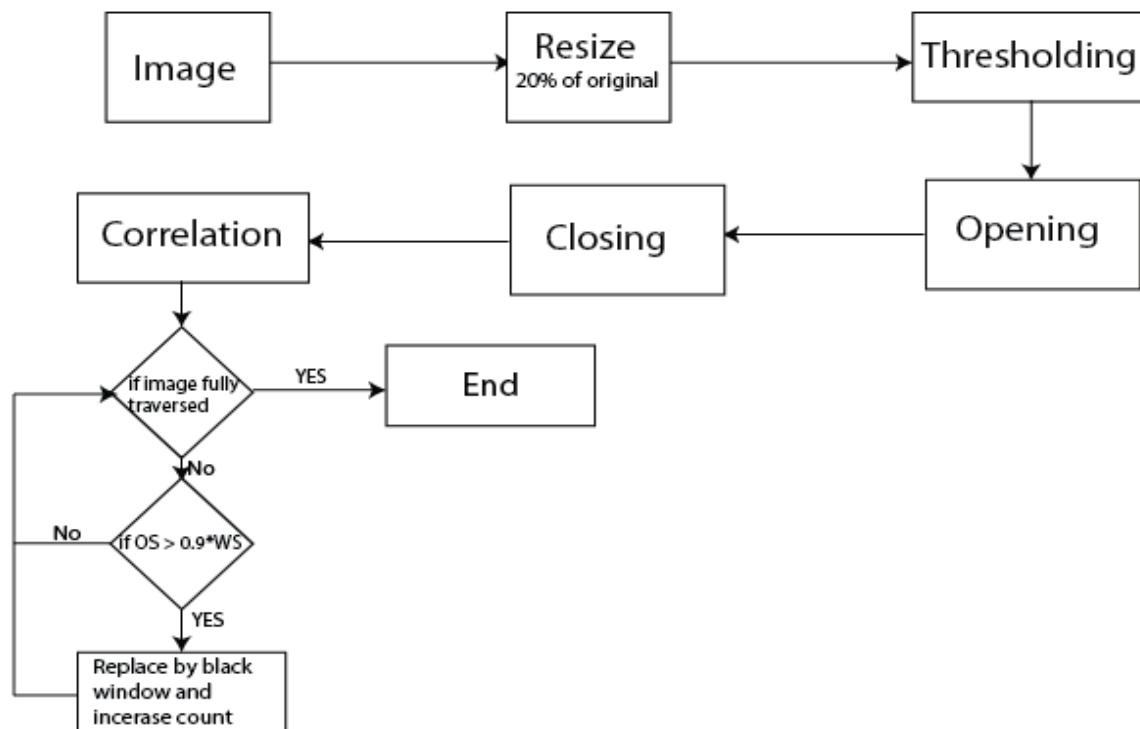 Image
Resize
20% of original
Thresholding
Opening
Closing
Correlation
if image fully
traversed
YES
End
No
if OS > 0.9*WS
No
YES
Replace by black
window and
incerase count